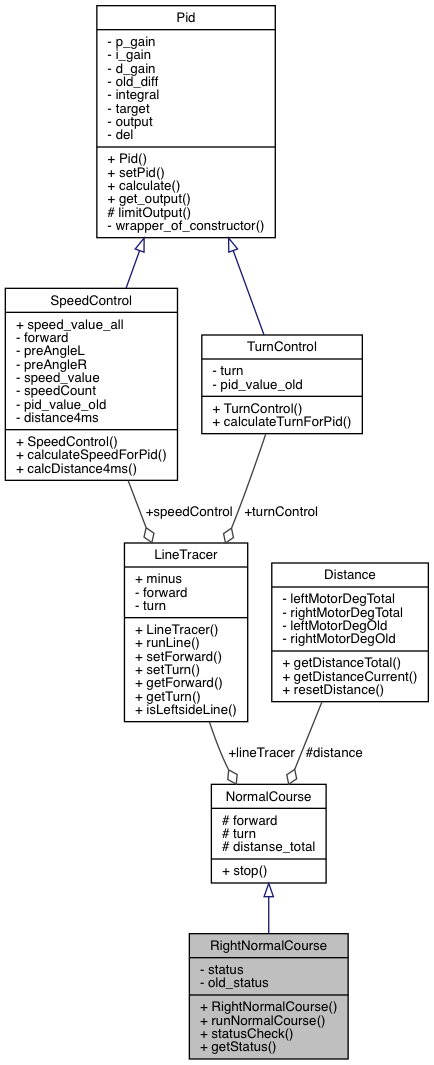 Pid
- p_gain
- i_gain
- d_gain
- old_diff
- integral
- target
- output
- del
+ Pid()
+ setPid()
+ calculate()
+ get_output()
# limitOutput()
- wrapper_of_constructor()
SpeedControl
+ speed_value_all
- forward
- preAngleL
- preAngleR
- speed_value
- speedCount
- pid_value_old
- distance4ms
+ SpeedControl()
+ calculateSpeedForPid()
+ calcDistance4ms()
TurnControl
- turn
- pid_value_old
+ TurnControl()
+ calculateTurnForPid()
+speedControl
+turnControl
LineTracer
+ minus
- forward
- turn
+ LineTracer()
+ runLine()
+ setForward()
+ setTurn()
+ getForward()
+ getTurn()
+ isLeftsideLine()
Distance
- leftMotorDegTotal
- rightMotorDegTotal
- leftMotorDegOld
- rightMotorDegOld
+ getDistanceTotal()
+ getDistanceCurrent()
+ resetDistance()
+lineTracer
#distance
NormalCourse
# forward
# turn
# distanse_total
+ stop()
RightNormalCourse
- status
- old_status
+ RightNormalCourse()
+ runNormalCourse()
+ statusCheck()
+ getStatus()